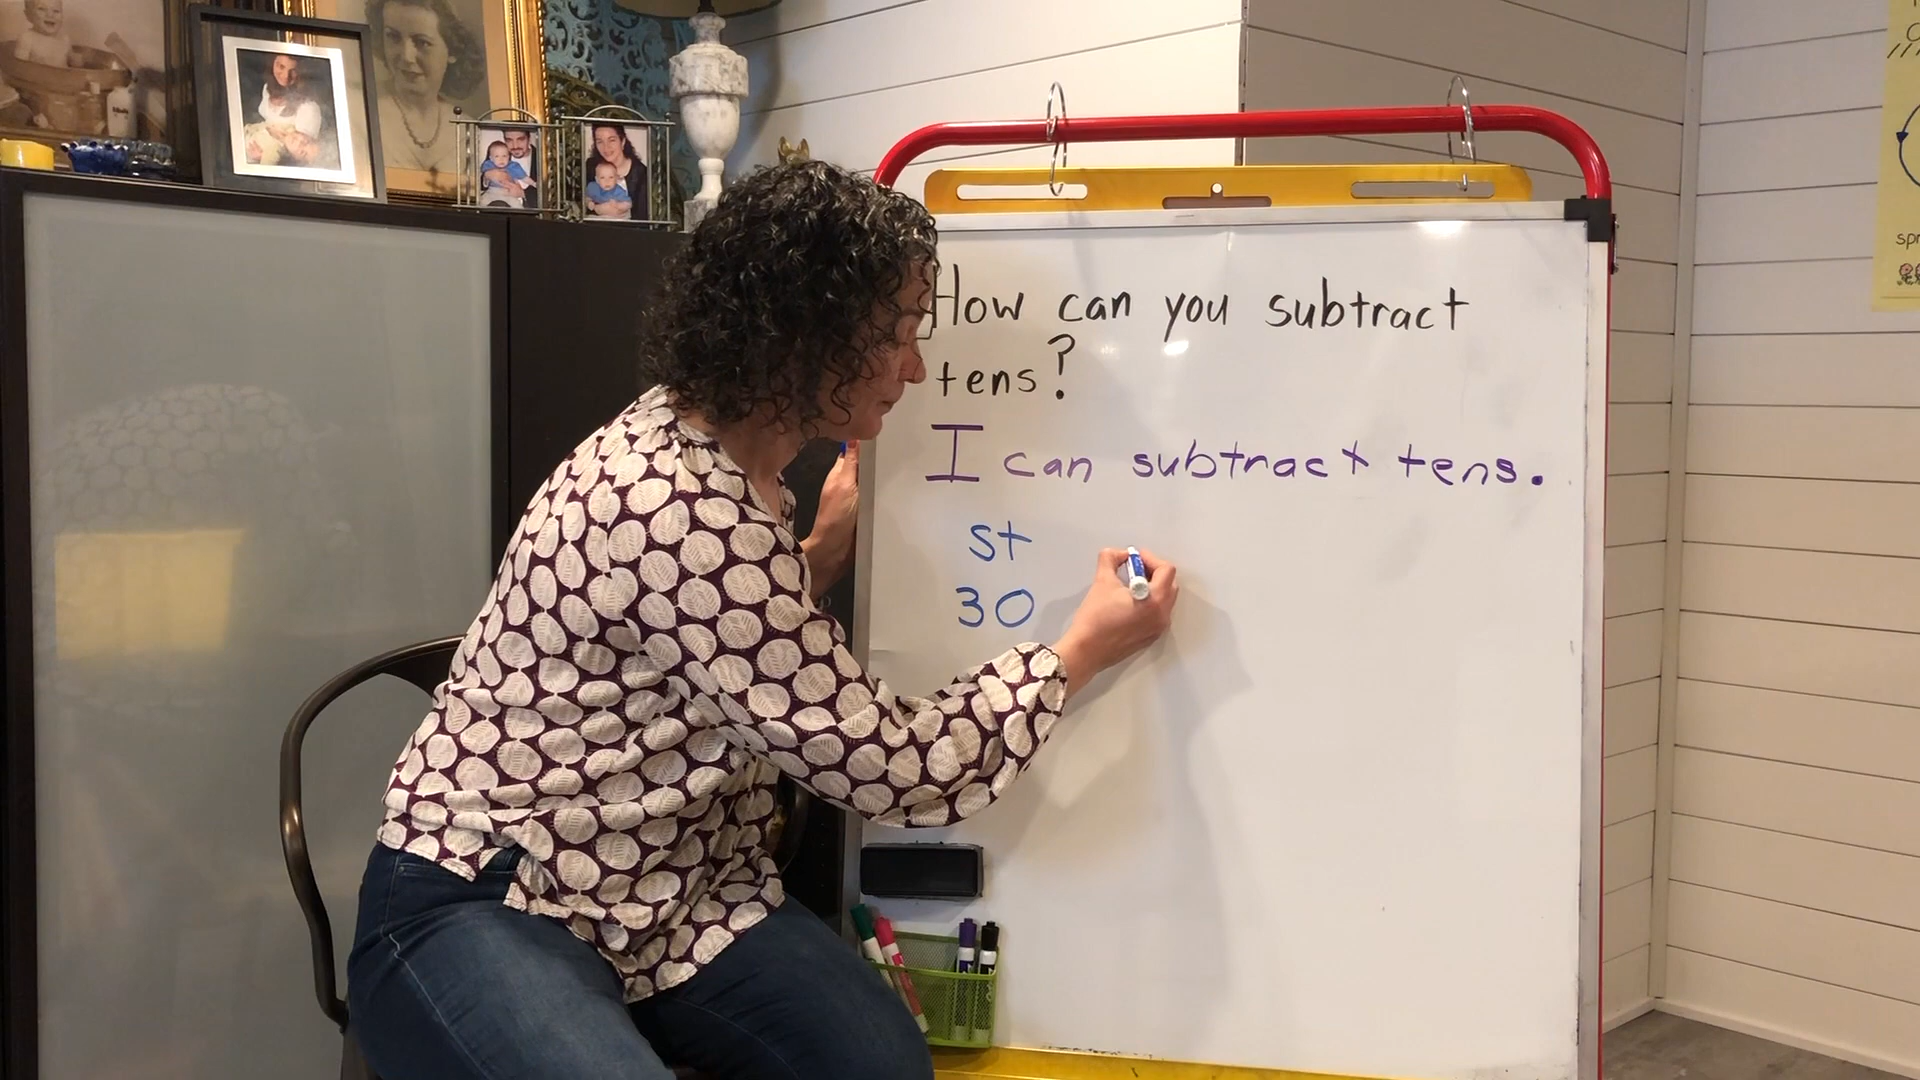 How can you subtract
tens?
I can subtract tens.
st
30